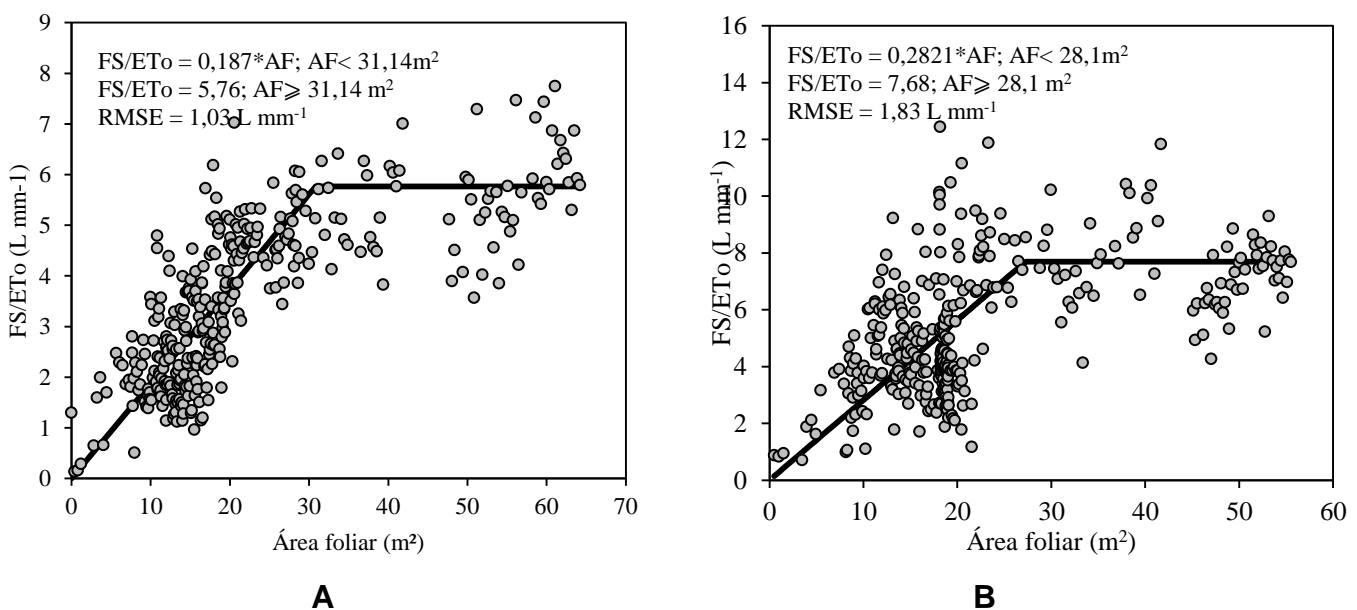 FS/ETo = 0,187*AF; AF< 31,14m²
FS/ETo = 5,76; AF⩾ 31,14 m²
RMSE = 1,03 L mm⁻¹
FS/ETo (L mm-1)
9
8
7
6
5
4
3
2
1
0
0 10 20 30 40 50 60 70
Área foliar (m²)
A
FS/ETo = 0,2821*AF; AF< 28,1m²
FS/ETo = 7,68; AF⩾ 28,1 m²
RMSE = 1,83 L mm⁻¹
FS/ETo (L mm⁻¹)
16
14
12
10
8
6
4
2
0
0 10 20 30 40 50 60
Área foliar (m²)
B